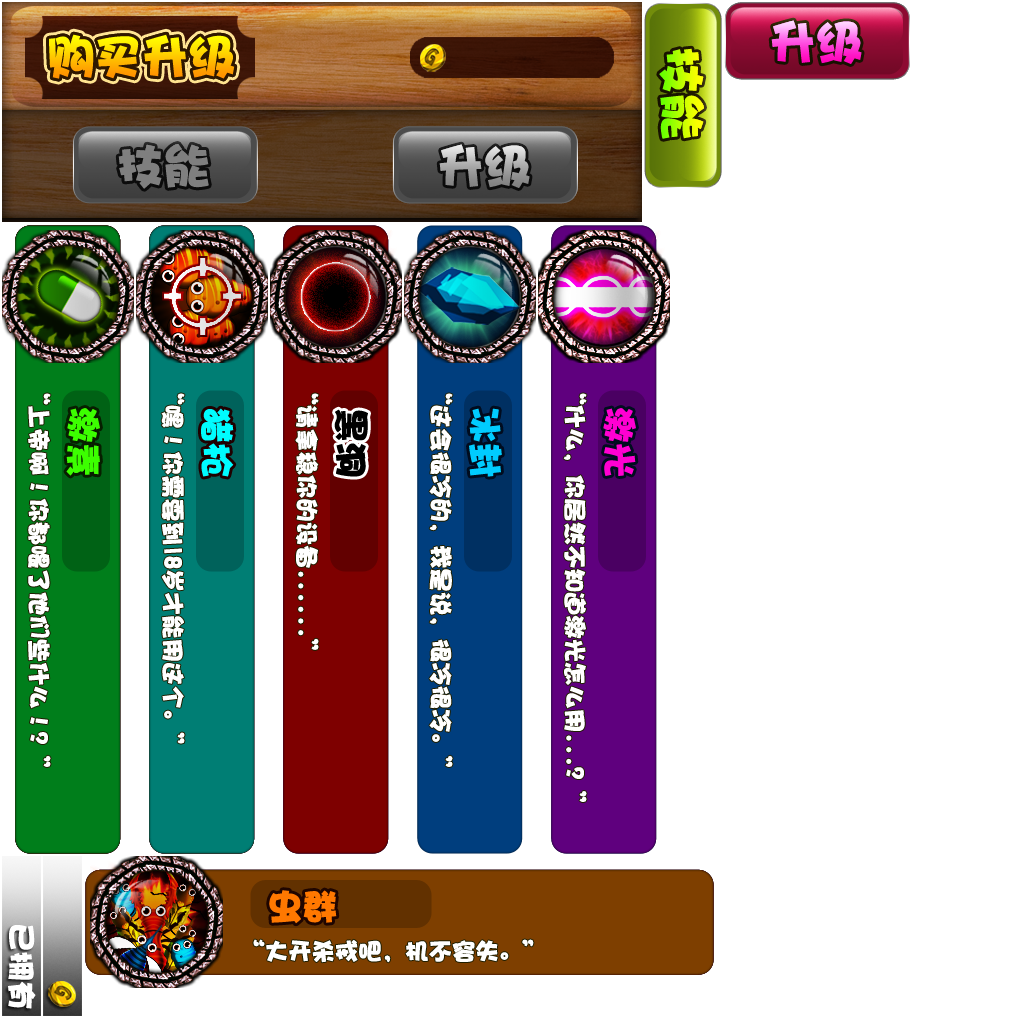 购买升级
技能
升级
技能
升级
激素
“上帝啊！你都喂了他们些什么！？”
猎枪
“嘿！你需要到18岁才能用这个。”
黑洞
“请拿稳你的设备......”
冰封
“这含很冷的，我是说，很冷很冷。”
激光
“什么，你居然不知道激光怎么用...？”
已拥有
虫群
“大开杀戒吧，机不容失。”